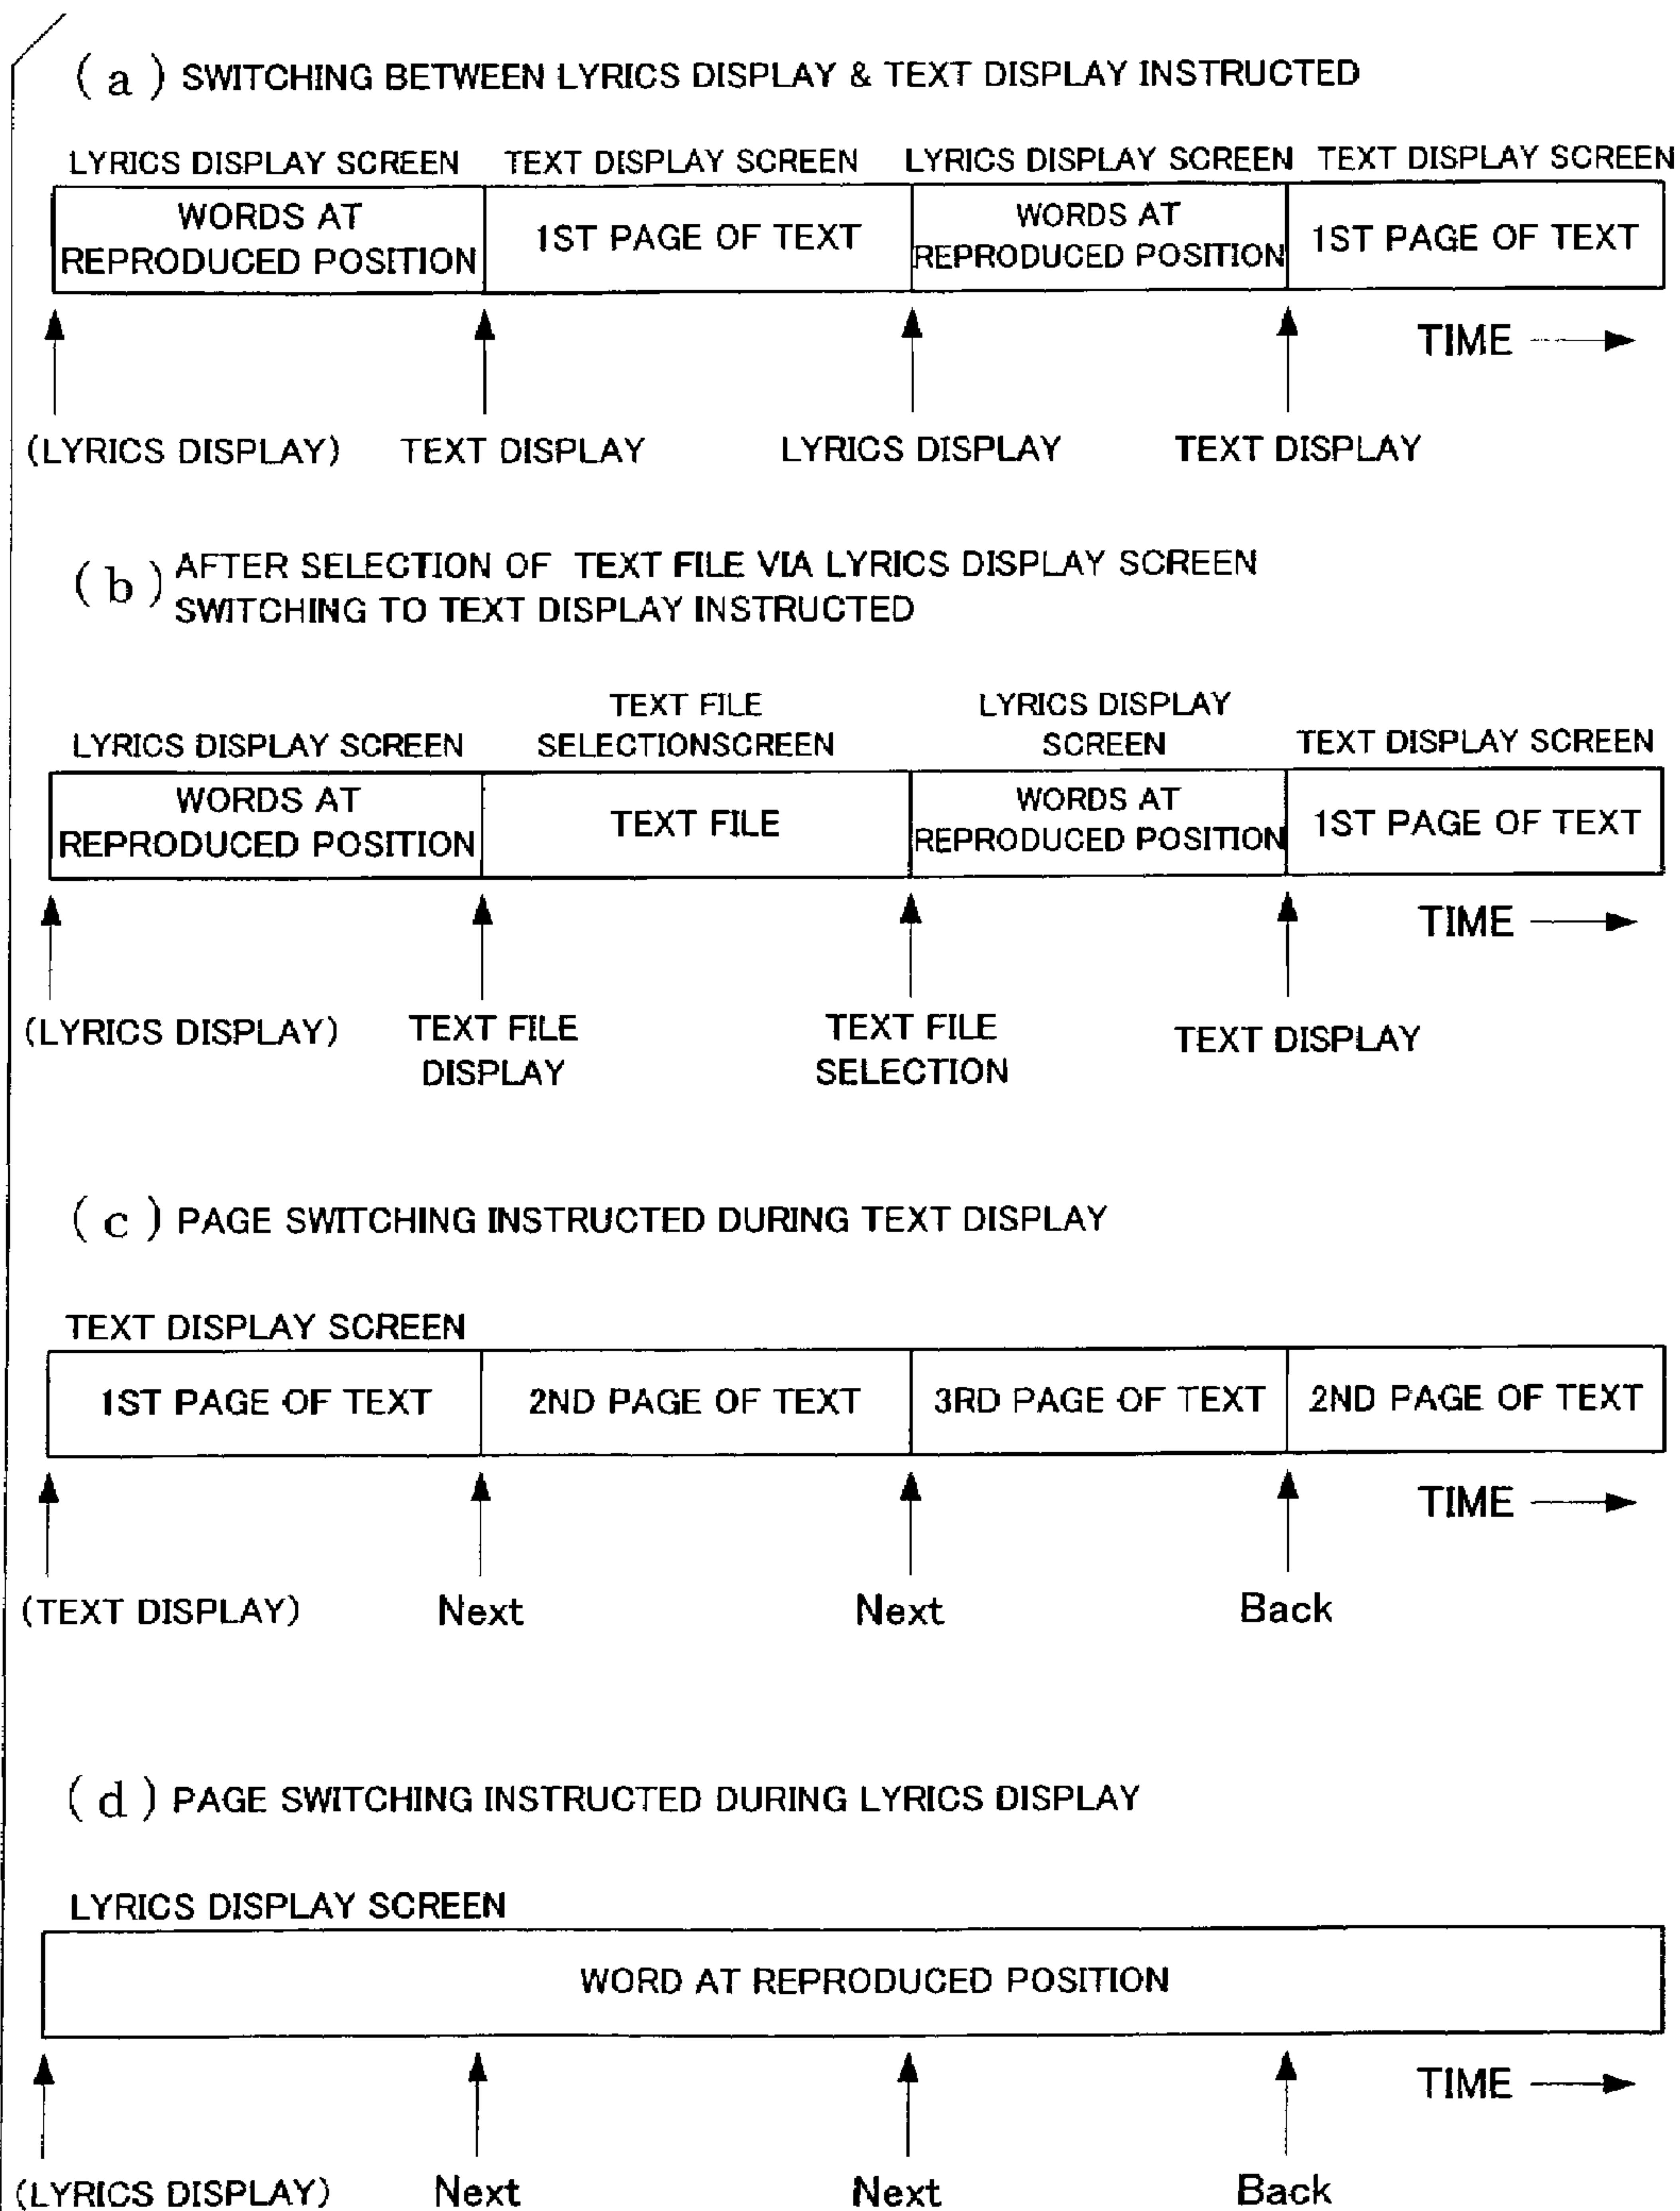 (a) SWITCHING BETWEEN LYRICS DISPLAY & TEXT DISPLAY INSTRUCTED
LYRICS DISPLAY SCREEN TEXT DISPLAY SCREEN LYRICS DISPLAY SCREEN TEXT DISPLAY SCREEN
WORDS AT
REPRODUCED POSITION
1ST PAGE OF TEXT
WORDS AT
REPRODUCED POSITION
1ST PAGE OF TEXT
TIME
(LYRICS DISPLAY) TEXT DISPLAY LYRICS DISPLAY TEXT DISPLAY
(b) AFTER SELECTION OF TEXT FILE VIA LYRICS DISPLAY SCREEN
SWITCHING TO TEXT DISPLAY INSTRUCTED
LYRICS DISPLAY SCREEN
TEXT FILE
SELECTIONSCREEN
LYRICS DISPLAY
SCREEN
TEXT DISPLAY SCREEN
WORDS AT
REPRODUCED POSITION
TEXT FILE
WORDS AT
REPRODUCED POSITION
1ST PAGE OF TEXT
TIME
(LYRICS DISPLAY)
TEXT FILE
DISPLAY
TEXT FILE
SELECTION
TEXT DISPLAY
(c) PAGE SWITCHING INSTRUCTED DURING TEXT DISPLAY
TEXT DISPLAY SCREEN
1ST PAGE OF TEXT 2ND PAGE OF TEXT 3RD PAGE OF TEXT 2ND PAGE OF TEXT
TIME
(TEXT DISPLAY) Next Next Back
(d) PAGE SWITCHING INSTRUCTED DURING LYRICS DISPLAY
LYRICS DISPLAY SCREEN
WORD AT REPRODUCED POSITION
TIME
(LYRICS DISPLAY) Next Next Back